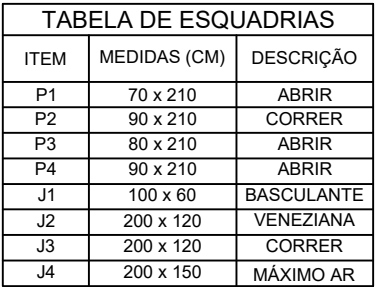 TABELA DE ESQUADRIAS
ITEM MEDIDAS (CM) DESCRIÇÃO
P1 70 x 210 ABRIR
P2 90 x 210 CORRER
P3 80 x 210 ABRIR
P4 90 x 210 ABRIR
J1 100 x 60 BASCULANTE
J2 200 x 120 VENEZIANA
J3 200 x 120 CORRER
J4 200 x 150 MÁXIMO AR